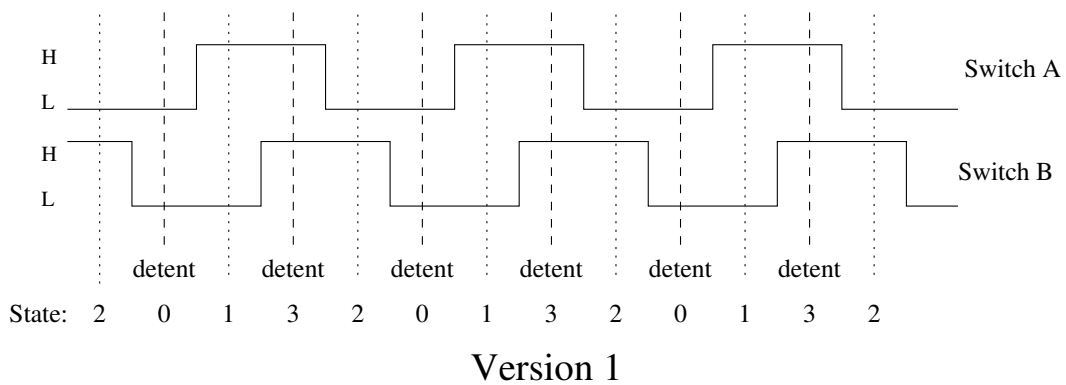 H
Switch A
L
H
Switch B
L
detent detent detent detent detent detent
State: 2 0 1 3 2 0 1 3 2 0 1 3 2
Version 1